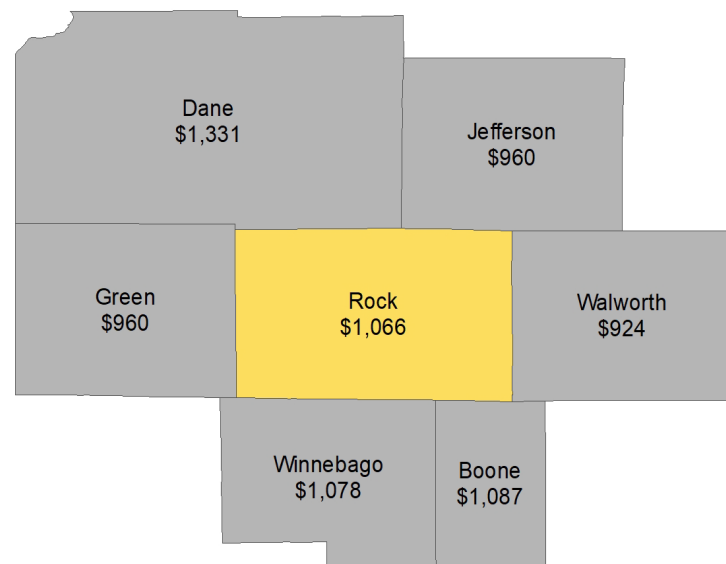 Dane
$1,331
Jefferson
$960
Green
$960
Rock
$1,066
Walworth
$924
Winnebago
$1,078
Boone
$1,087